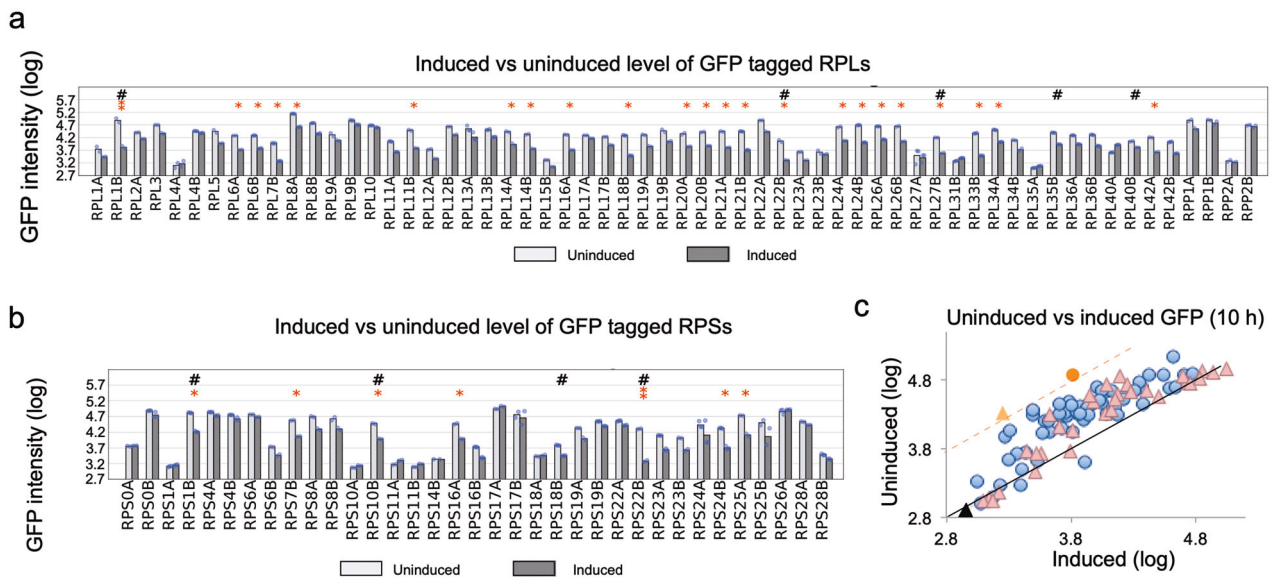 a
Induced vs uninduced level of GFP tagged RPLs
GFP intensity (log)
5.7
5.2
4.7
4.2
3.7
3.2
2.7
# # # # #
* * * * * * * * * * * * * * * * * * * * * * * *
RPL1A RPL1B RPL2A RPL3 RPL4A RPL4B RPL5 RPL6A RPL6B RPL7B RPL8A RPL8B RPL9A RPL9B RPL10 RPL11A RPL11B RPL12A RPL12B RPL13A RPL13B RPL14A RPL14B RPL15B RPL16A RPL17A RPL17B RPL18B RPL19A RPL19B RPL20A RPL20B RPL21A RPL21B RPL22A RPL22B RPL23A RPL23B RPL24A RPL24B RPL26A RPL26B RPL27A RPL27B RPL31B RPL33B RPL34A RPL34B RPL35A RPL35B RPL36A RPL36B RPL40A RPL40B RPL42A RPL42B RPP1A RPP1B RPP2A RPP2B
Uninduced Induced
b
Induced vs uninduced level of GFP tagged RPSs
GFP intensity (log)
5.7
5.2
4.7
4.2
3.7
3.2
2.7
# # # #
* * * * * * * *
RPS0A RPS0B RPS1A RPS1B RPS4A RPS4B RPS6A RPS6B RPS7B RPS8A RPS8B RPS10A RPS10B RPS11A RPS11B RPS14B RPS16A RPS16B RPS17A RPS17B RPS18A RPS18B RPS19A RPS19B RPS22A RPS22B RPS23A RPS23B RPS24A RPS24B RPS25A RPS25B RPS26A RPS28A RPS28B
Uninduced Induced
c
Uninduced vs induced GFP (10 h)
Uninduced (log)
4.8
3.8
2.8
2.8 3.8 4.8
Induced (log)